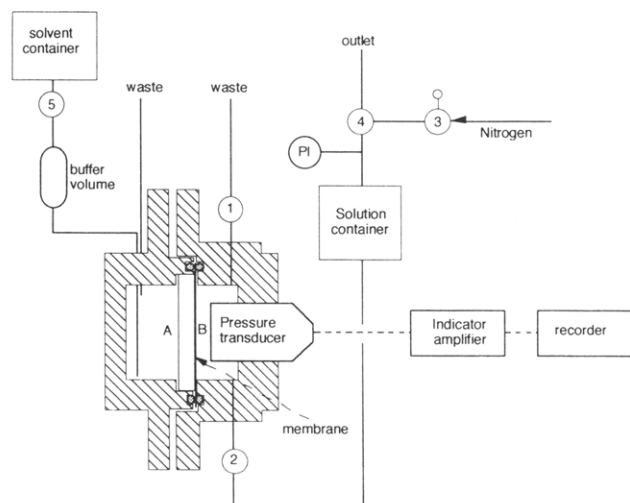 solvent
container
outlet
waste
waste
5
4
3
Nitrogen
PI
buffer
volume
1
Solution
container
A
B
Pressure
transducer
Indicator
amplifier
recorder
membrane
2